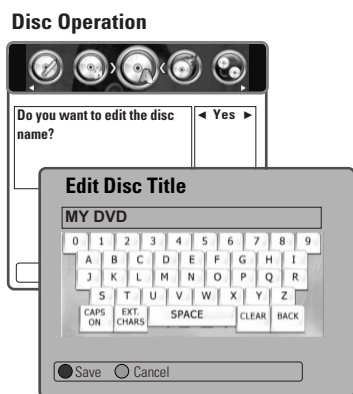 Disc Operation
Do you want to edit the disc
name?
◄ Yes ►
Edit Disc Title
MY DVD
0 1 2 3 4 5 6 7 8 9
A B C D E F G H I
J K L M N O P Q R
S T U V W X Y Z
CAPS ON EXT. CHARS SPACE CLEAR BACK
Save Cancel